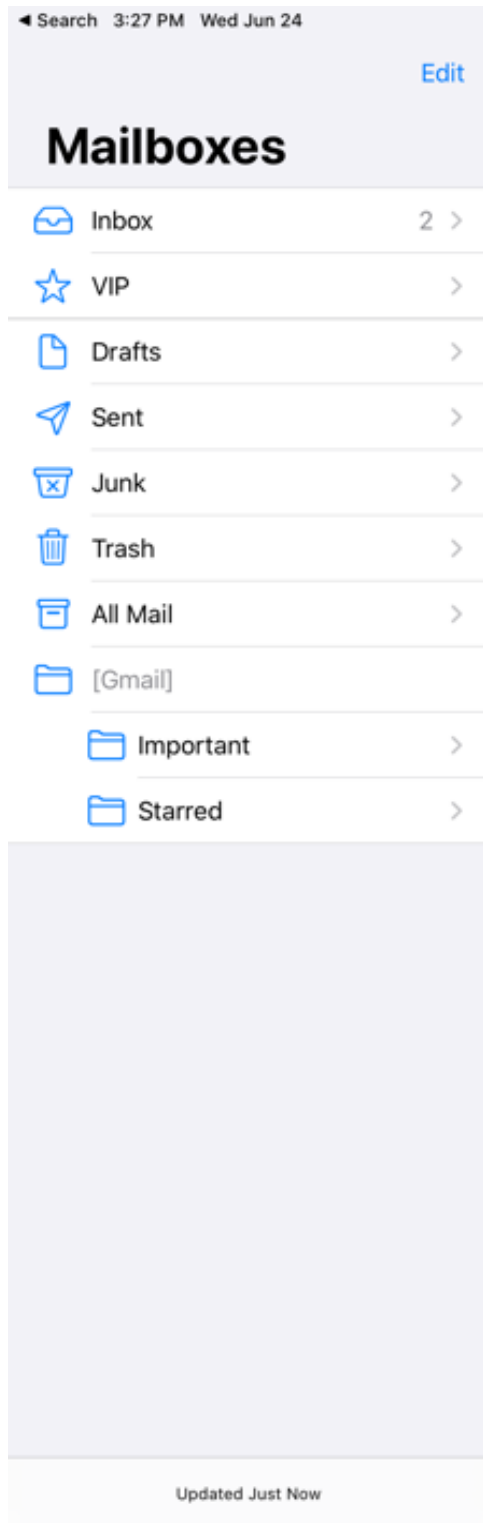 ◀ Search 3:27 PM Wed Jun 24
Edit
Mailboxes
Inbox 2
VIP
Drafts
Sent
Junk
Trash
All Mail
[Gmail]
Important
Starred
Updated Just Now